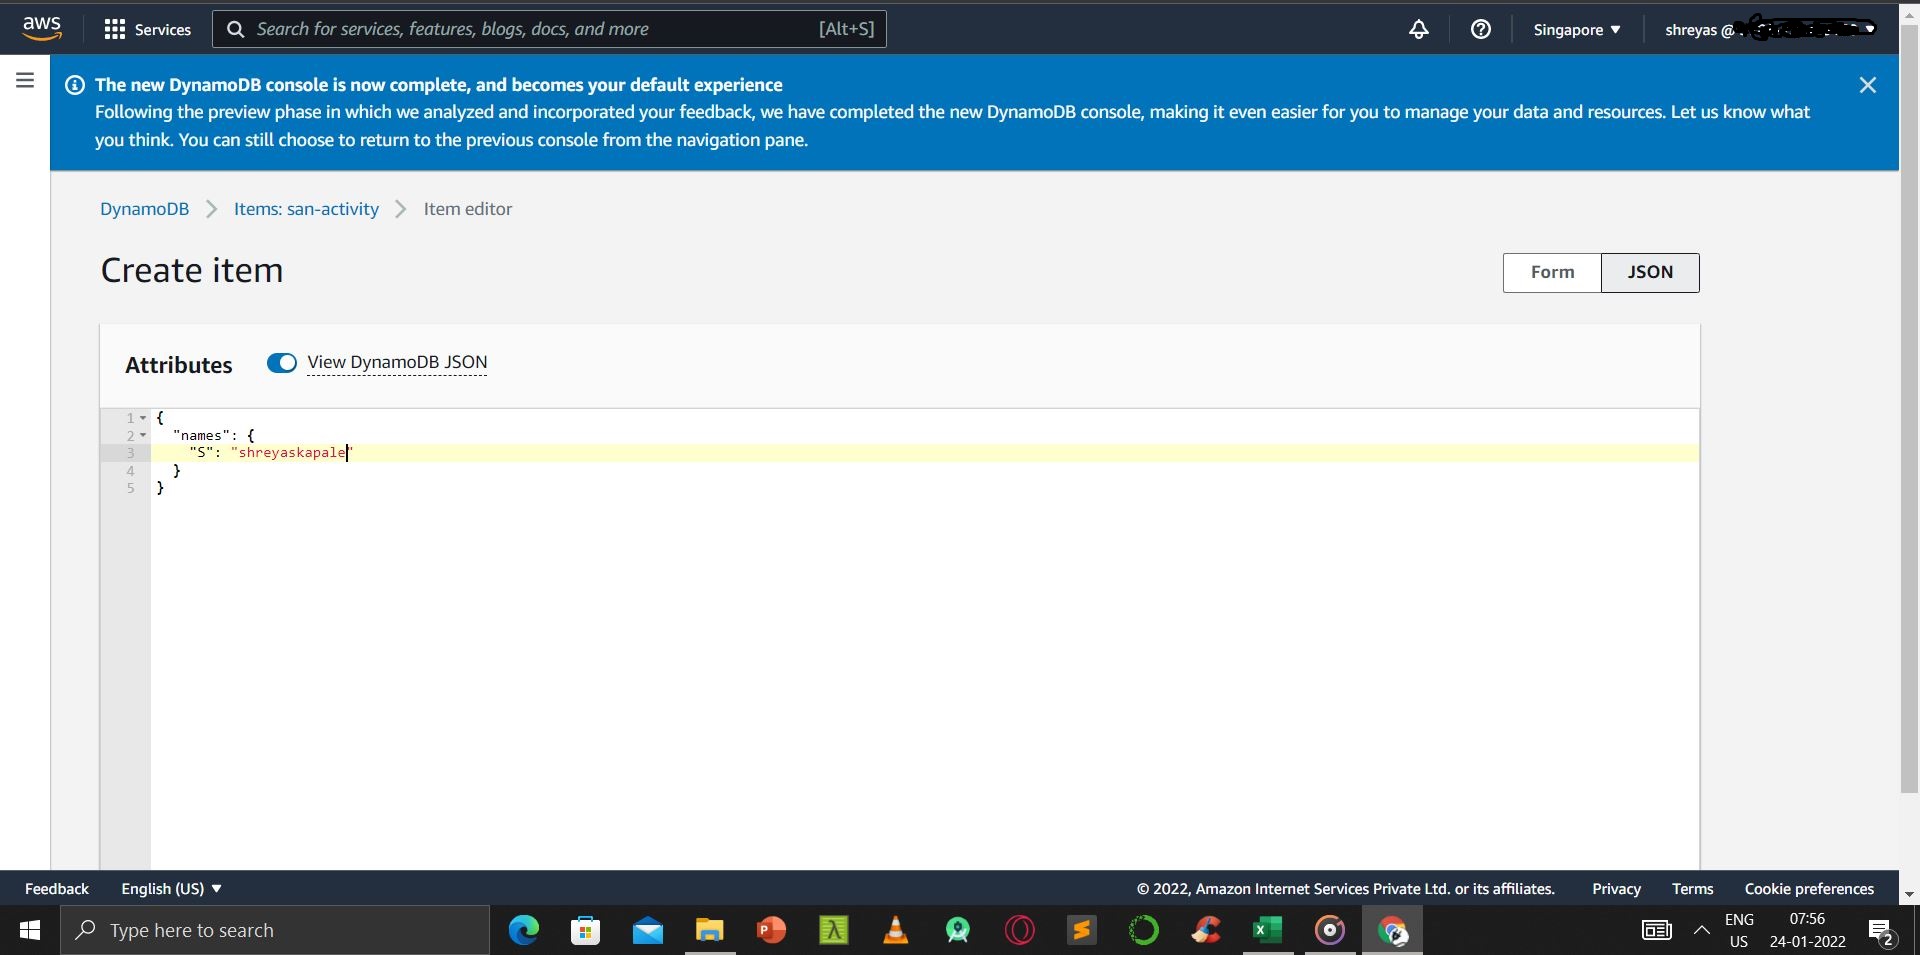 aws
Services
Search for services, features, blogs, docs, and more
[Alt+S]
Singapore ▼
shreyas @
The new DynamoDB console is now complete, and becomes your default experience
Following the preview phase in which we analyzed and incorporated your feedback, we have completed the new DynamoDB console, making it even easier for you to manage your data and resources. Let us know what
you think. You can still choose to return to the previous console from the navigation pane.
DynamoDB > Items: san-activity > Item editor
Create item
Form
JSON
Attributes
View DynamoDB JSON
1 {
2 "names": {
3 "S": "shreyaskapale"
4 }
5 }
Feedback
English (US) ▼
© 2022, Amazon Internet Services Private Ltd. or its affiliates.
Privacy
Terms
Cookie preferences
Type here to search
ENG
US
07:56
24-01-2022
2